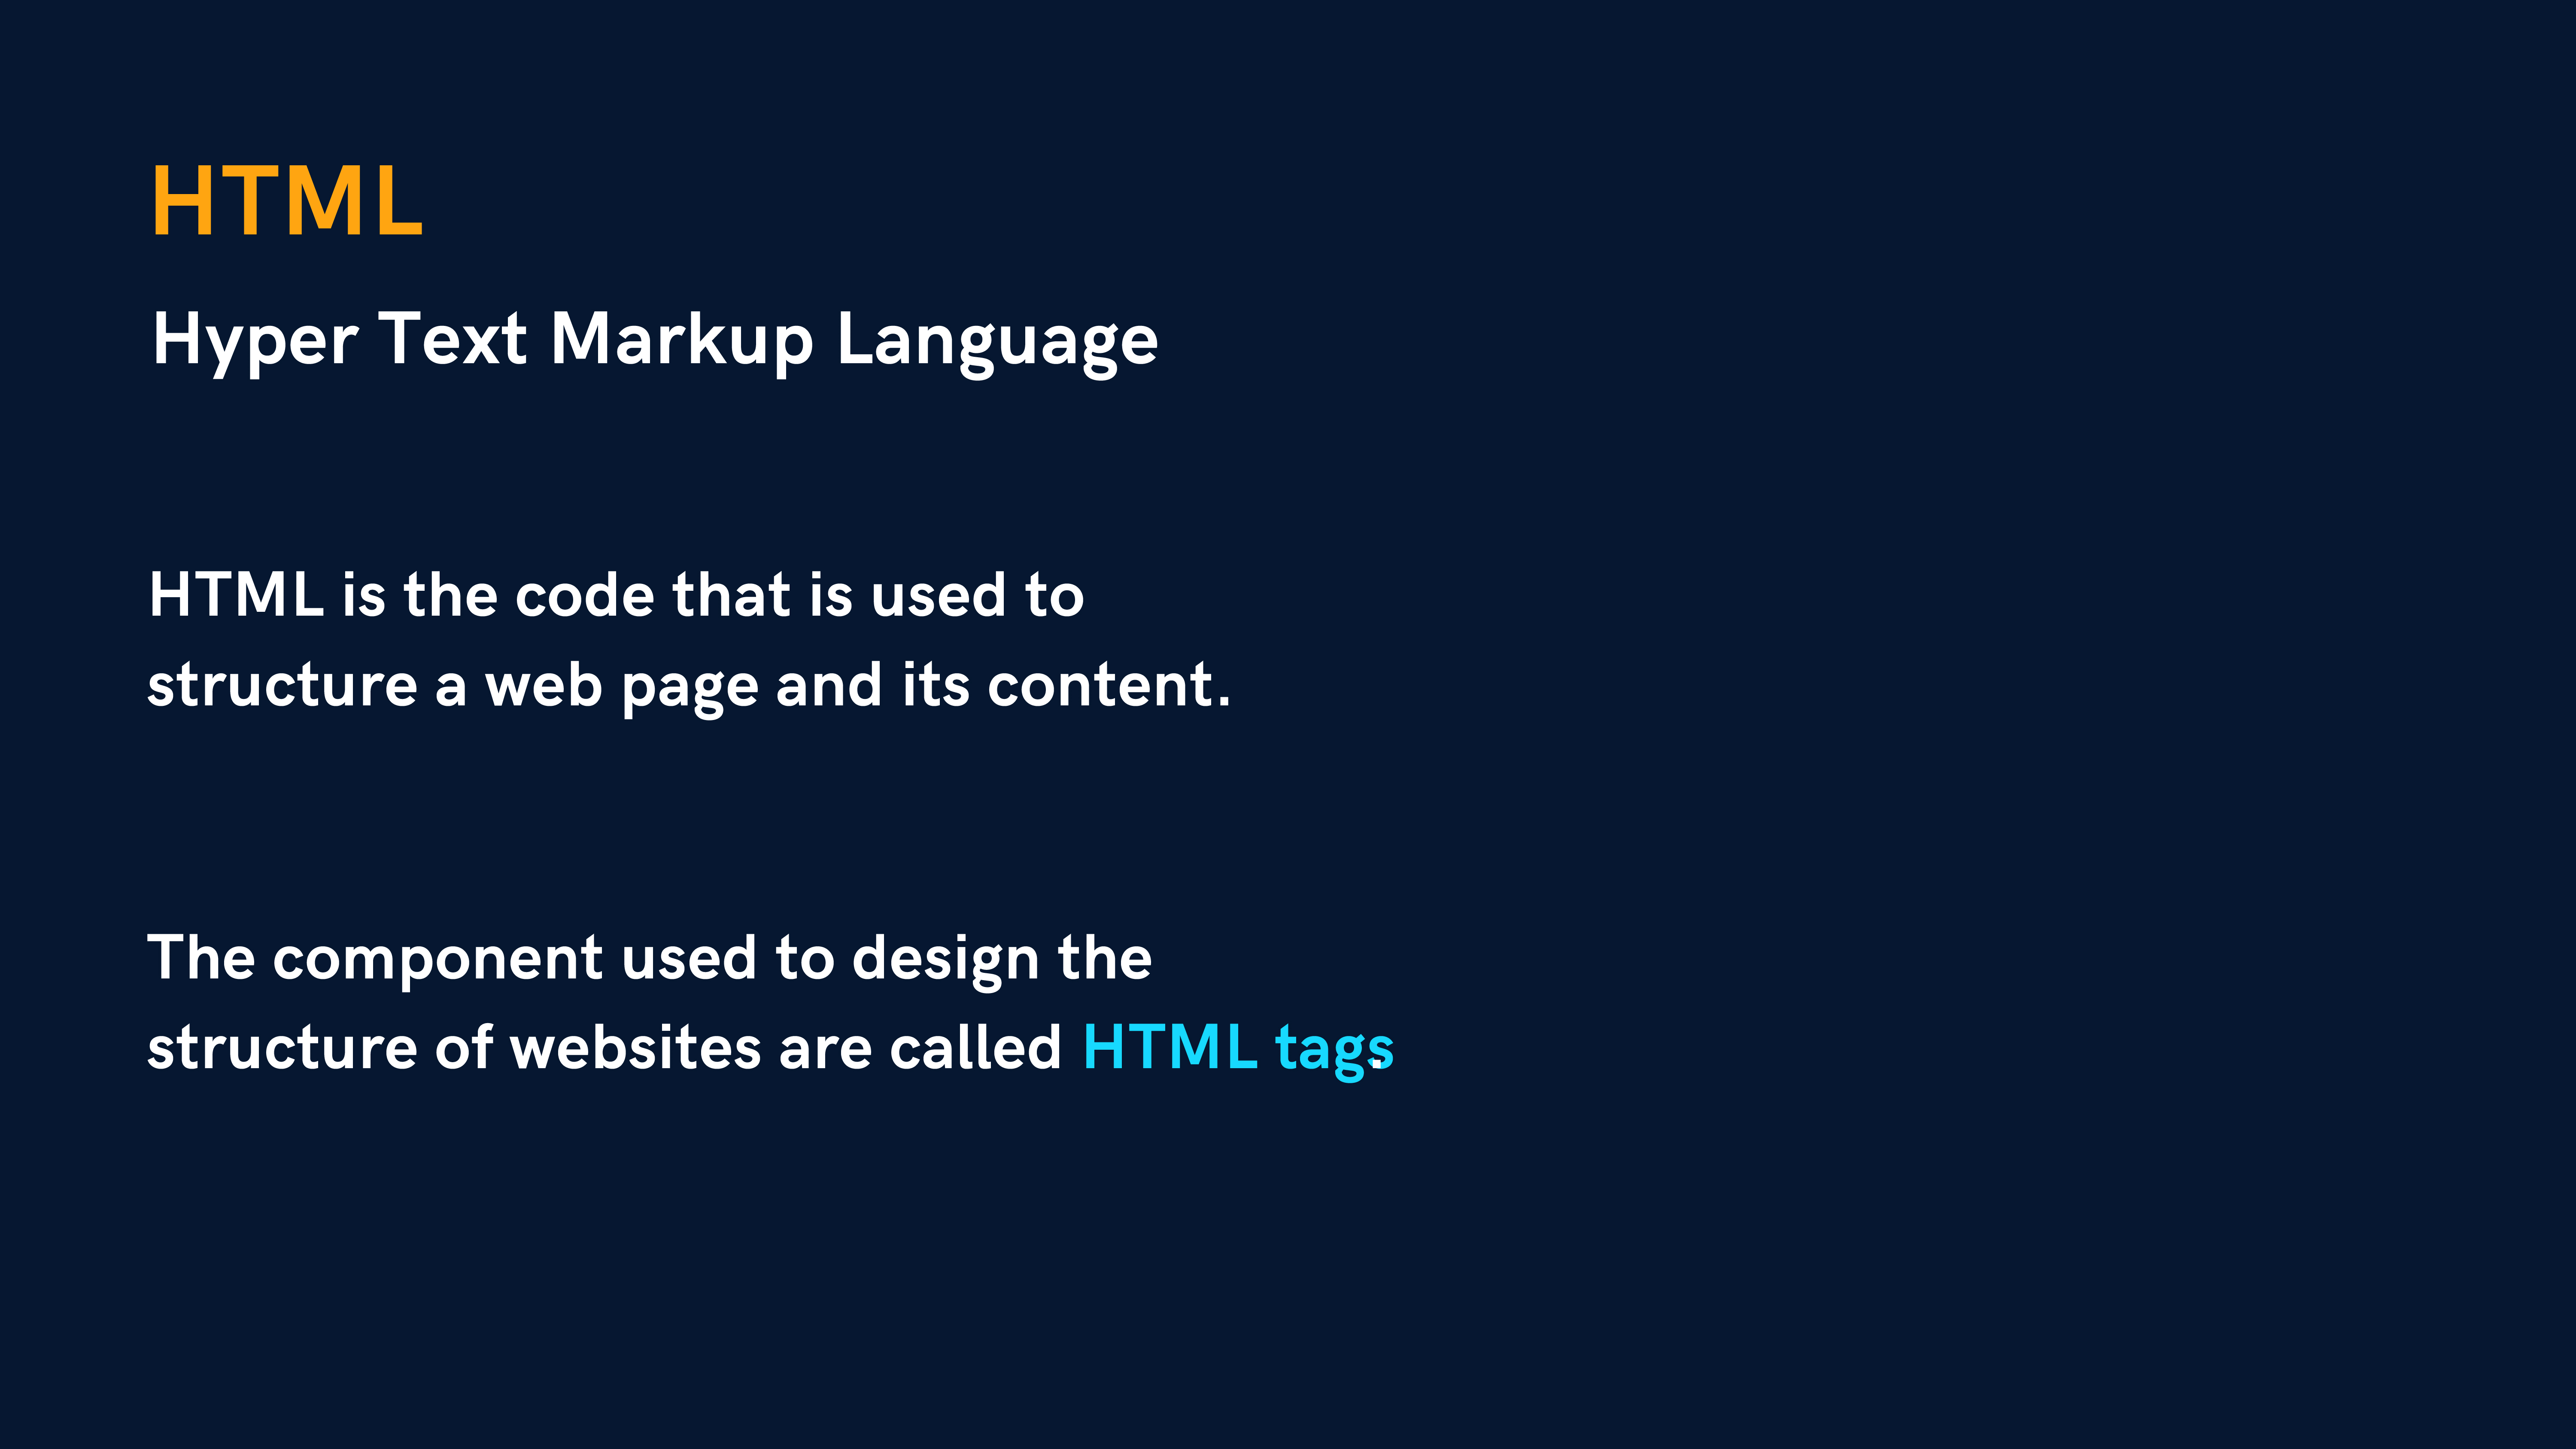 HTML
Hyper Text Markup Language
HTML is the code that is used to
structure a web page and its content.
The component used to design the
structure of websites are called HTML tags.